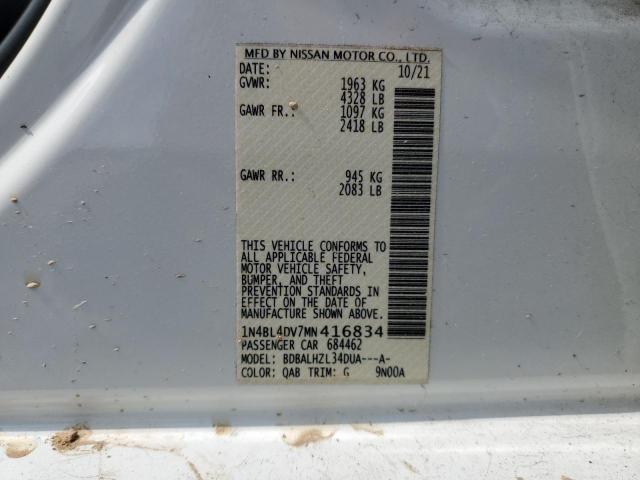 MFD BY NISSAN MOTOR CO., LTD.
DATE: 10/21
GVWR: 1963 KG
4328 LB
GAWR FR.: 1097 KG
2418 LB
GAWR RR.: 945 KG
2083 LB
THIS VEHICLE CONFORMS TO
ALL APPLICABLE FEDERAL
MOTOR VEHICLE SAFETY,
BUMPER, AND THEFT
PREVENTION STANDARDS IN
EFFECT ON THE DATE OF
MANUFACTURE SHOWN ABOVE.
1N4BL4DV7MN416834
PASSENGER CAR 684462
MODEL: BDBALHZL34DUA---A-
COLOR: QAB TRIM: G 9N00A